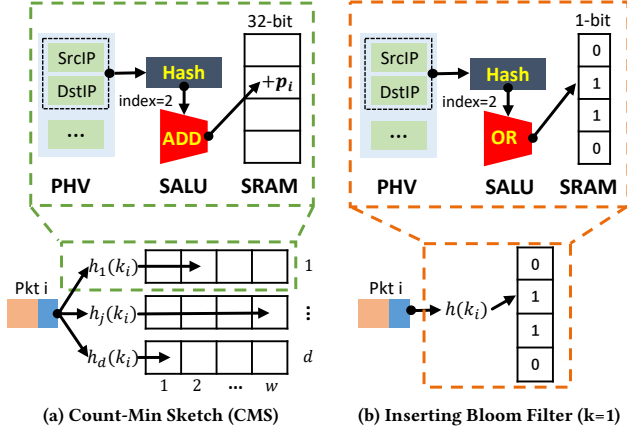 32-bit
SrcIP
DstIP
...
Hash
index=2
ADD
+p_i
PHV
SALU
SRAM
Pkt i
h_1(k_i)
1
h_j(k_i)
⋮
h_d(k_i)
d
1 2 ... w
(a) Count-Min Sketch (CMS)
1-bit
SrcIP
DstIP
...
Hash
index=2
OR
0
1
1
0
PHV
SALU
SRAM
Pkt i
h(k_i)
0
1
1
0
(b) Inserting Bloom Filter (k=1)